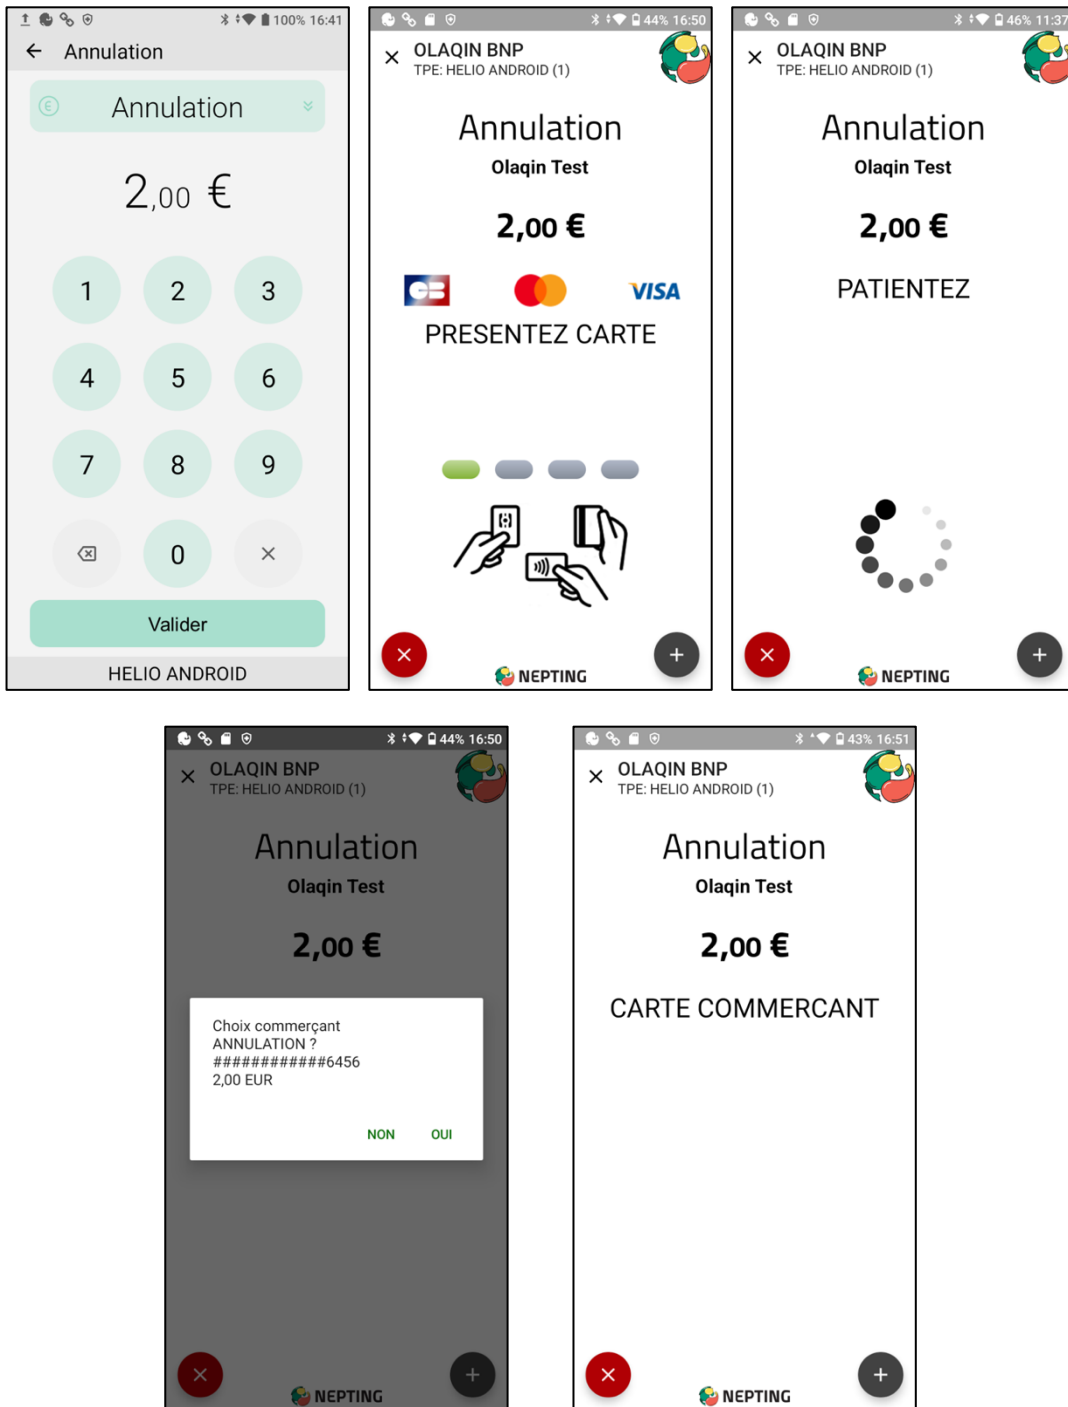 100% 16:41
Annulation
Annulation
2,00 €
1 2 3
4 5 6
7 8 9
0
Valider
HELIO ANDROID
44% 16:50
OLAQIN BNP
TPE: HELIO ANDROID (1)
Annulation
Olaqin Test
2,00 €
CB VISA
PRESENTEZ CARTE
NEPTING
46% 11:37
OLAQIN BNP
TPE: HELIO ANDROID (1)
Annulation
Olaqin Test
2,00 €
PATIENTEZ
NEPTING
44% 16:50
OLAQIN BNP
TPE: HELIO ANDROID (1)
Annulation
Olaqin Test
2,00 €
Choix commerçant
ANNULATION ?
############6456
2,00 EUR
NON OUI
NEPTING
43% 16:51
OLAQIN BNP
TPE: HELIO ANDROID (1)
Annulation
Olaqin Test
2,00 €
CARTE COMMERCANT
NEPTING